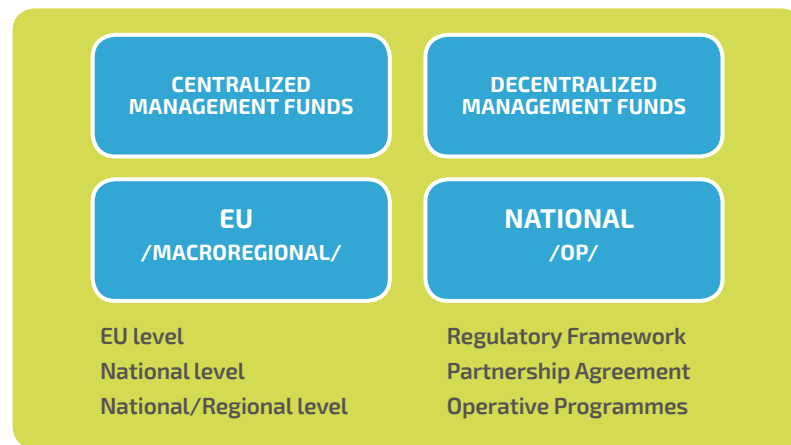 CENTRALIZED
MANAGEMENT FUNDS
DECENTRALIZED
MANAGEMENT FUNDS
EU
/MACROREGIONAL/
NATIONAL
/OP/
EU level
National level
National/Regional level
Regulatory Framework
Partnership Agreement
Operative Programmes